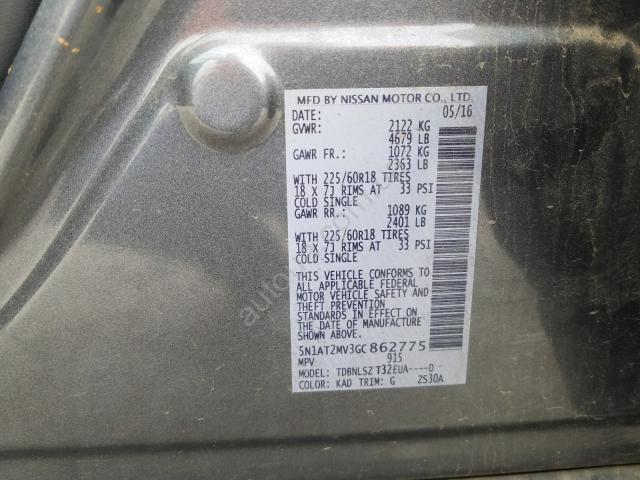 MFD BY NISSAN MOTOR CO., LTD.
DATE: 05/16
GVWR: 2122 KG
4679 LB
GAWR FR.: 1072 KG
2363 LB
WITH 225/60R18 TIRES
18 X 7J RIMS AT 33 PSI
COLD SINGLE
GAWR RR.: 1089 KG
2401 LB
WITH 225/60R18 TIRES
18 X 7J RIMS AT 33 PSI
COLD SINGLE
THIS VEHICLE CONFORMS TO
ALL APPLICABLE FEDERAL
MOTOR VEHICLE SAFETY AND
THEFT PREVENTION
STANDARDS IN EFFECT ON
THE DATE OF MANUFACTURE
SHOWN ABOVE.
5N1AT2MV3GC862775
MPV 915
MODEL: TDBNLSZ T32EUA----D
COLOR: KAD TRIM: G ZS30A